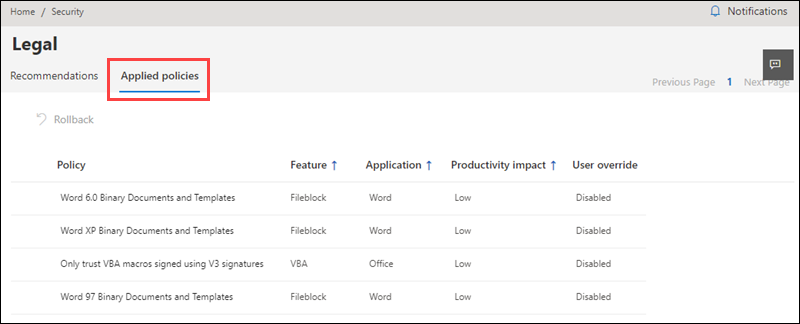 Home / Security
Notifications
Legal
Recommendations Applied policies
Previous Page 1 Next Page
Rollback
Policy Feature ↑ Application ↑ Productivity impact ↑ User override
Word 6.0 Binary Documents and Templates Fileblock Word Low Disabled
Word XP Binary Documents and Templates Fileblock Word Low Disabled
Only trust VBA macros signed using V3 signatures VBA Office Low Disabled
Word 97 Binary Documents and Templates Fileblock Word Low Disabled